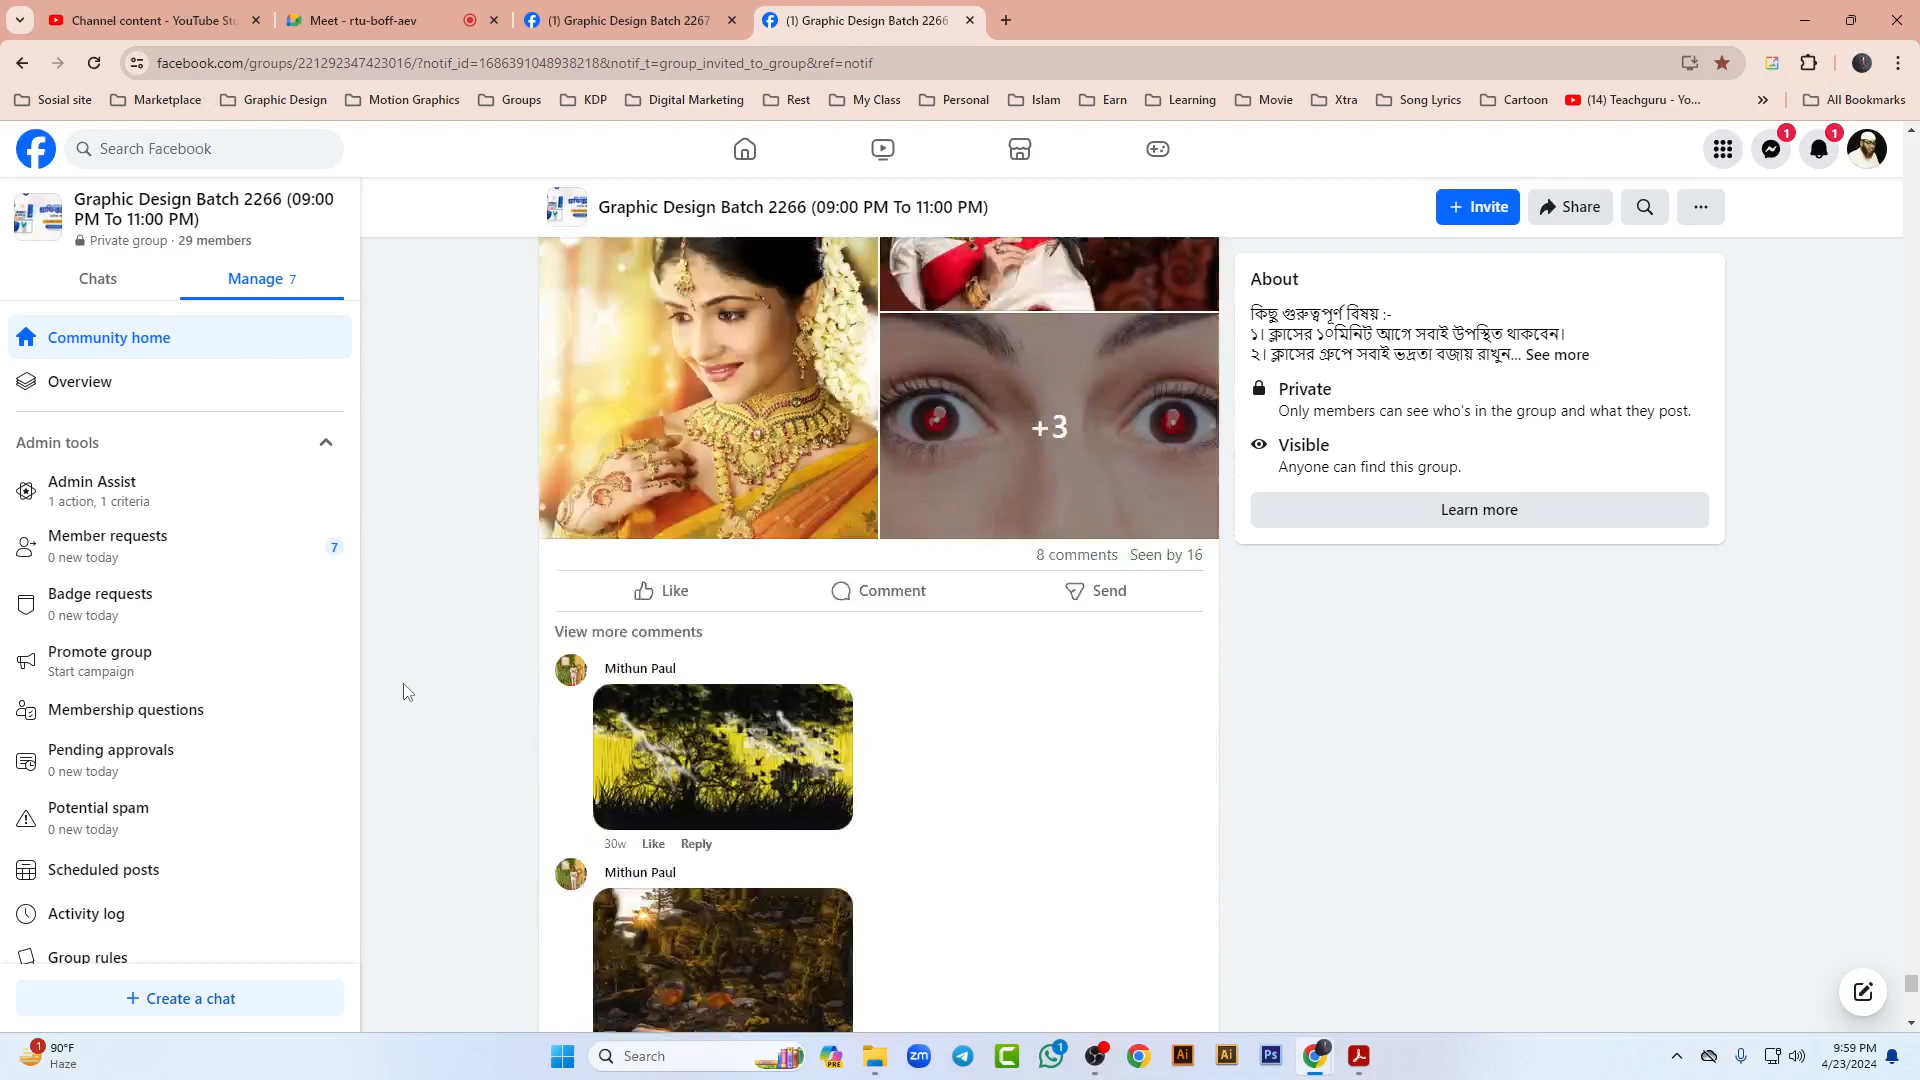 Channel content - YouTube St
Meet - rtu-boff-aev
(1) Graphic Design Batch 2267
(1) Graphic Design Batch 2266
facebook.com/groups/221292347423016/?notif_id=1686391048938218&notif_t=group_invited_to_group&ref=notif
Sosial site
Marketplace
Graphic Design
Motion Graphics
Groups
KDP
Digital Marketing
Rest
My Class
Personal
Islam
Earn
Learning
Movie
Xtra
Song Lyrics
Cartoon
(14) Teachguru - Yo...
All Bookmarks
Search Facebook
1
1
Graphic Design Batch 2266 (09:00
PM To 11:00 PM)
Private group · 29 members
Chats
Manage 7
Graphic Design Batch 2266 (09:00 PM To 11:00 PM)
+ Invite
Share
Community home
Overview
Admin tools
Admin Assist
1 action, 1 criteria
Member requests
0 new today
7
Badge requests
0 new today
Promote group
Start campaign
Membership questions
Pending approvals
0 new today
Potential spam
0 new today
Scheduled posts
Activity log
Group rules
+ Create a chat
+3
8 comments Seen by 16
Like
Comment
Send
View more comments
Mithun Paul
30w Like Reply
Mithun Paul
About
কিছু গুরুত্বপূর্ণ বিষয় :-
১। ক্লাসের ১০মিনিট আগে সবাই উপস্থিত থাকবেন।
২। ক্লাসের গ্রুপে সবাই ভদ্রতা বজায় রাখুন... See more
Private
Only members can see who's in the group and what they post.
Visible
Anyone can find this group.
Learn more
1
90°F
Haze
Search
PRE
zm
1
Ai
Ai
Ps
9:59 PM
4/23/2024